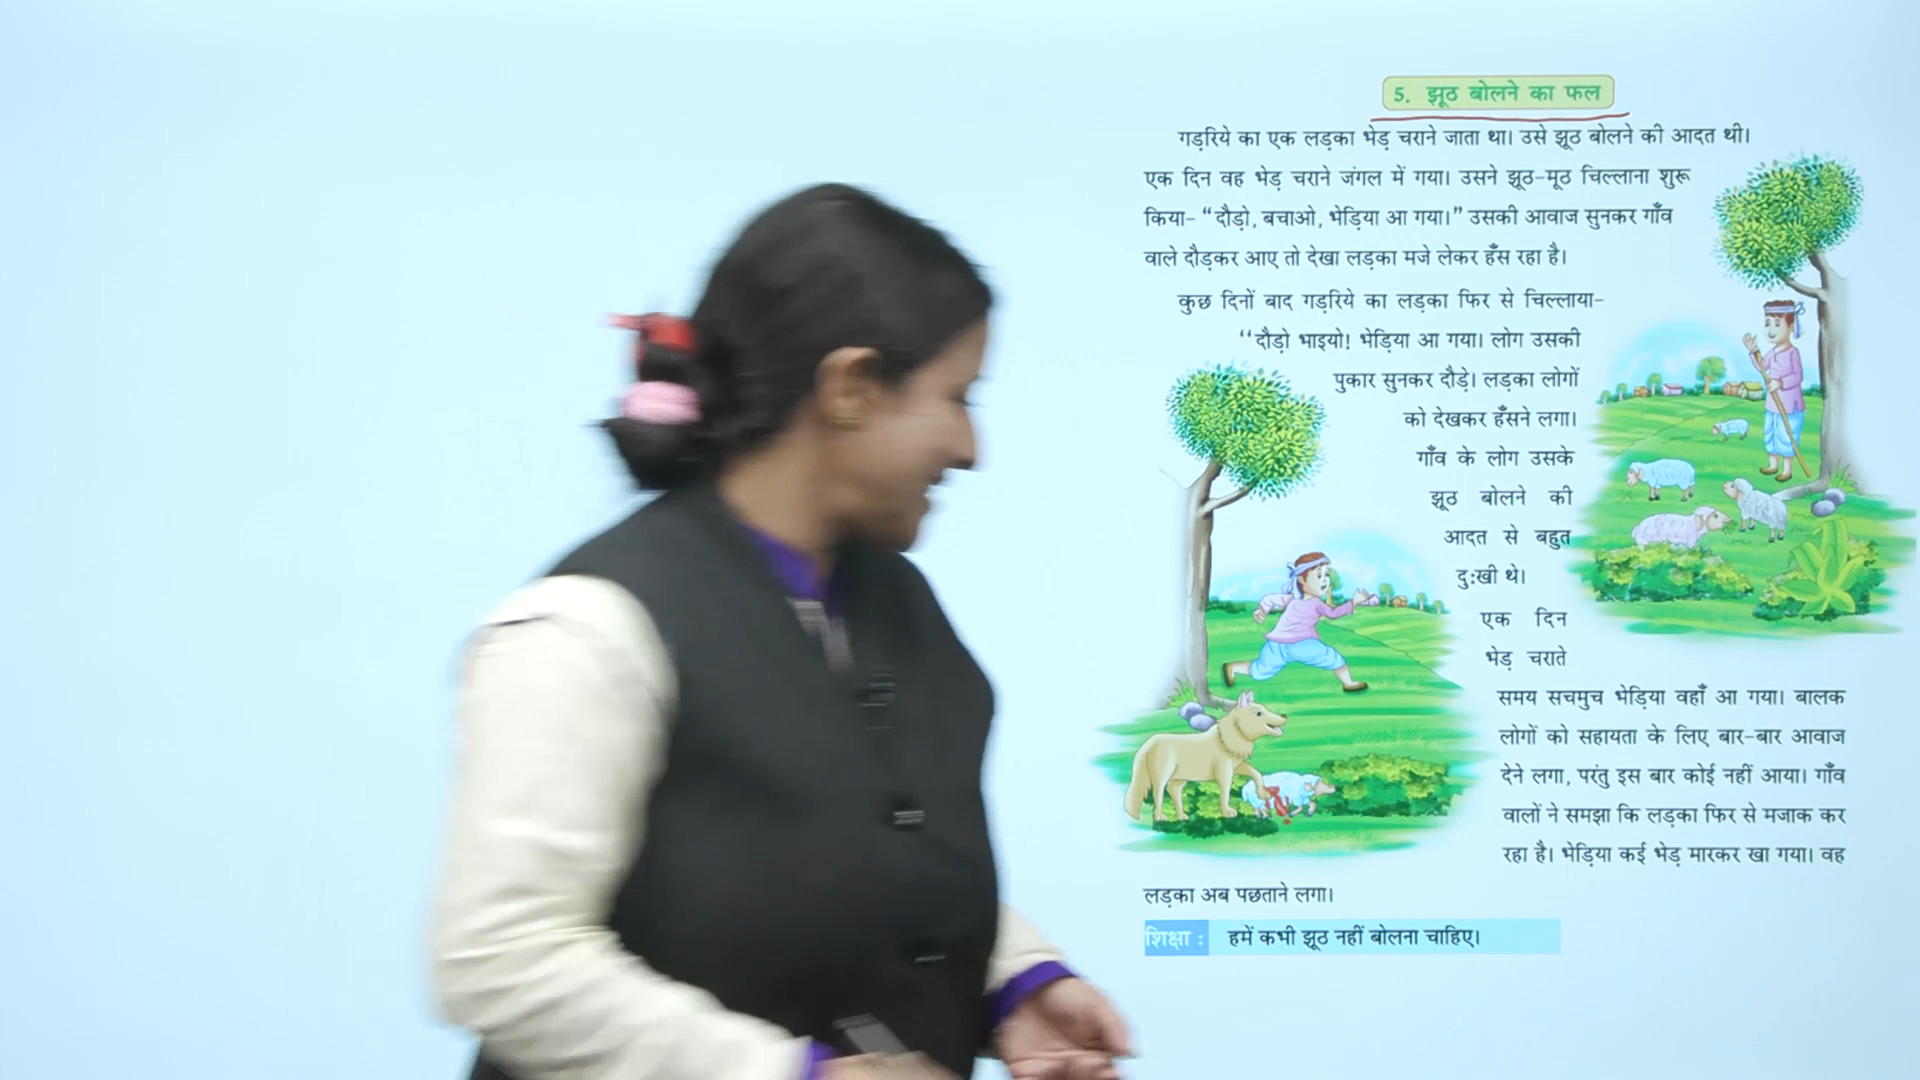 5. झूठ बोलने का फल
गड़रिये का एक लड़का भेड़ चराने जाता था। उसे झूठ बोलने की आदत थी।
एक दिन वह भेड़ चराने जंगल में गया। उसने झूठ-मूठ चिल्लाना शुरू
किया- “दौड़ो, बचाओ, भेड़िया आ गया।” उसकी आवाज सुनकर गाँव
वाले दौड़कर आए तो देखा लड़का मजे लेकर हँस रहा है।
कुछ दिनों बाद गड़रिये का लड़का फिर से चिल्लाया-
‘‘दौड़ो भाइयो! भेड़िया आ गया। लोग उसकी
पुकार सुनकर दौड़े। लड़का लोगों
को देखकर हँसने लगा।
गाँव के लोग उसके
झूठ बोलने की
आदत से बहुत
दुःखी थे।
एक दिन
भेड़ चराते
समय सचमुच भेड़िया वहाँ आ गया। बालक
लोगों को सहायता के लिए बार-बार आवाज
देने लगा, परंतु इस बार कोई नहीं आया। गाँव
वालों ने समझा कि लड़का फिर से मजाक कर
रहा है। भेड़िया कई भेड़ मारकर खा गया। वह
लड़का अब पछताने लगा।
शिक्षा : हमें कभी झूठ नहीं बोलना चाहिए।